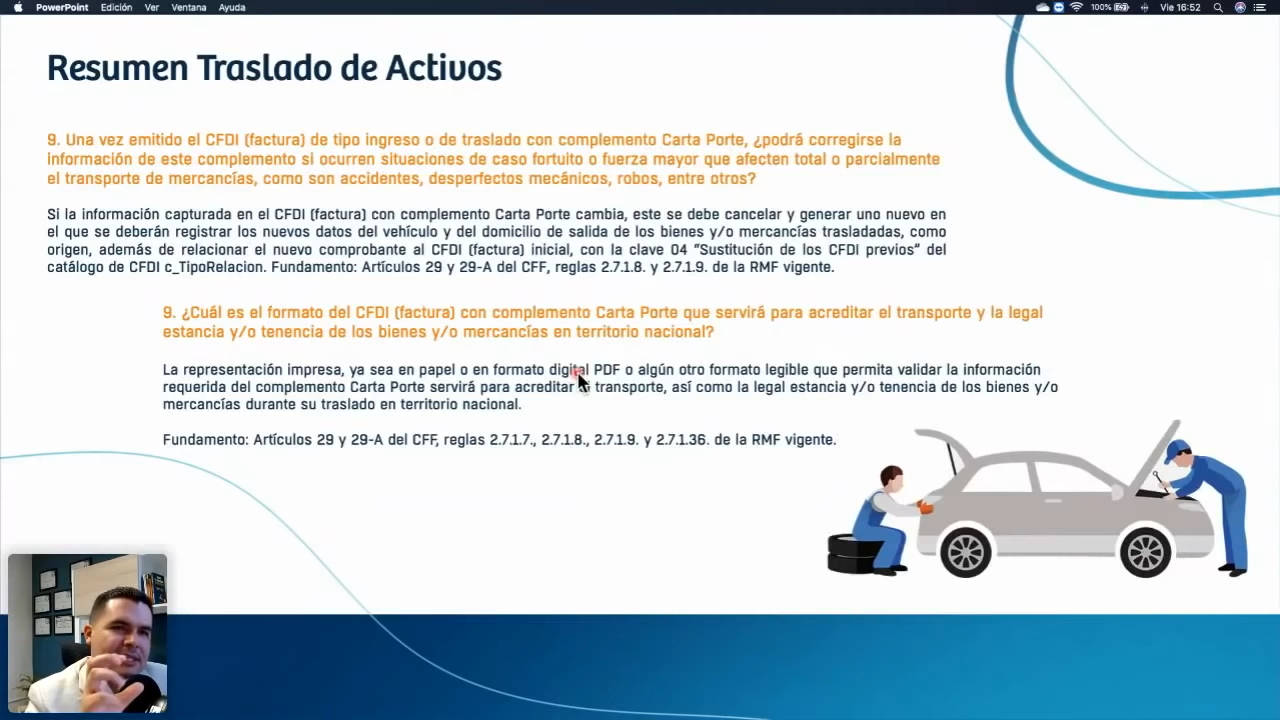 PowerPoint Edición Ver Ventana Ayuda 100% Vie 16:52
Resumen Traslado de Activos
9. Una vez emitido el CFDI (factura) de tipo ingreso o de traslado con complemento Carta Porte, ¿podrá corregirse la
información de este complemento si ocurren situaciones de caso fortuito o fuerza mayor que afecten total o parcialmente
el transporte de mercancías, como son accidentes, desperfectos mecánicos, robos, entre otros?
Si la información capturada en el CFDI (factura) con complemento Carta Porte cambia, este se debe cancelar y generar uno nuevo en
el que se deberán registrar los nuevos datos del vehículo y del domicilio de salida de los bienes y/o mercancías trasladadas, como
origen, además de relacionar el nuevo comprobante al CFDI (factura) inicial, con la clave 04 “Sustitución de los CFDI previos” del
catálogo de CFDI c_TipoRelacion. Fundamento: Artículos 29 y 29-A del CFF, reglas 2.7.1.8. y 2.7.1.9. de la RMF vigente.
9. ¿Cuál es el formato del CFDI (factura) con complemento Carta Porte que servirá para acreditar el transporte y la legal
estancia y/o tenencia de los bienes y/o mercancías en territorio nacional?
La representación impresa, ya sea en papel o en formato digital PDF o algún otro formato legible que permita validar la información
requerida del complemento Carta Porte servirá para acreditar transporte, así como la legal estancia y/o tenencia de los bienes y/o
mercancías durante su traslado en territorio nacional.
Fundamento: Artículos 29 y 29-A del CFF, reglas 2.7.1.7., 2.7.1.8., 2.7.1.9. y 2.7.1.36. de la RMF vigente.